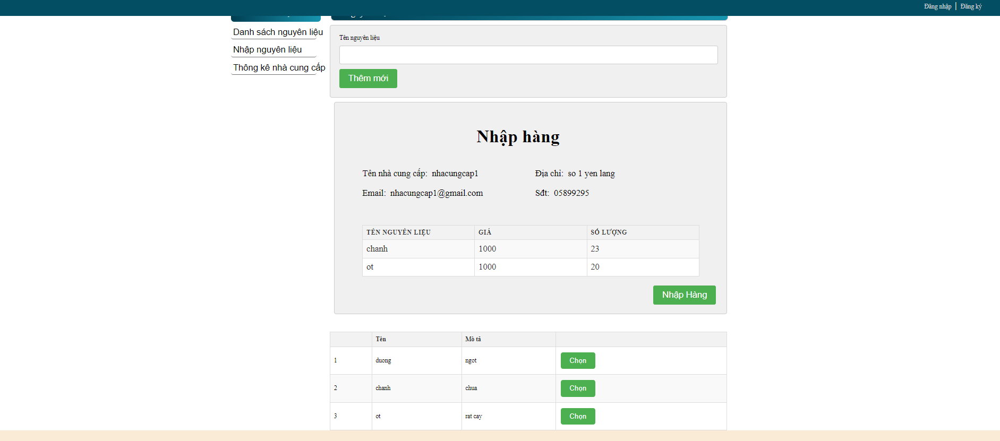 Đăng nhập | Đăng ký
Danh sách nguyên liệu
Nhập nguyên liệu
Thông kê nhà cung cấp
Tên nguyên liệu
Thêm mới
Nhập hàng
Tên nhà cung cấp: nhacungcap1 Địa chỉ: so 1 yen lang
Email: nhacungcap1@gmail.com Sđt: 05899295
TÊN NGUYÊN LIỆU GIÁ SỐ LƯỢNG
chanh 1000 23
ot 1000 20
Nhập Hàng
Tên Mô tả
1 duong ngot Chọn
2 chanh chua Chọn
3 ot rat cay Chọn